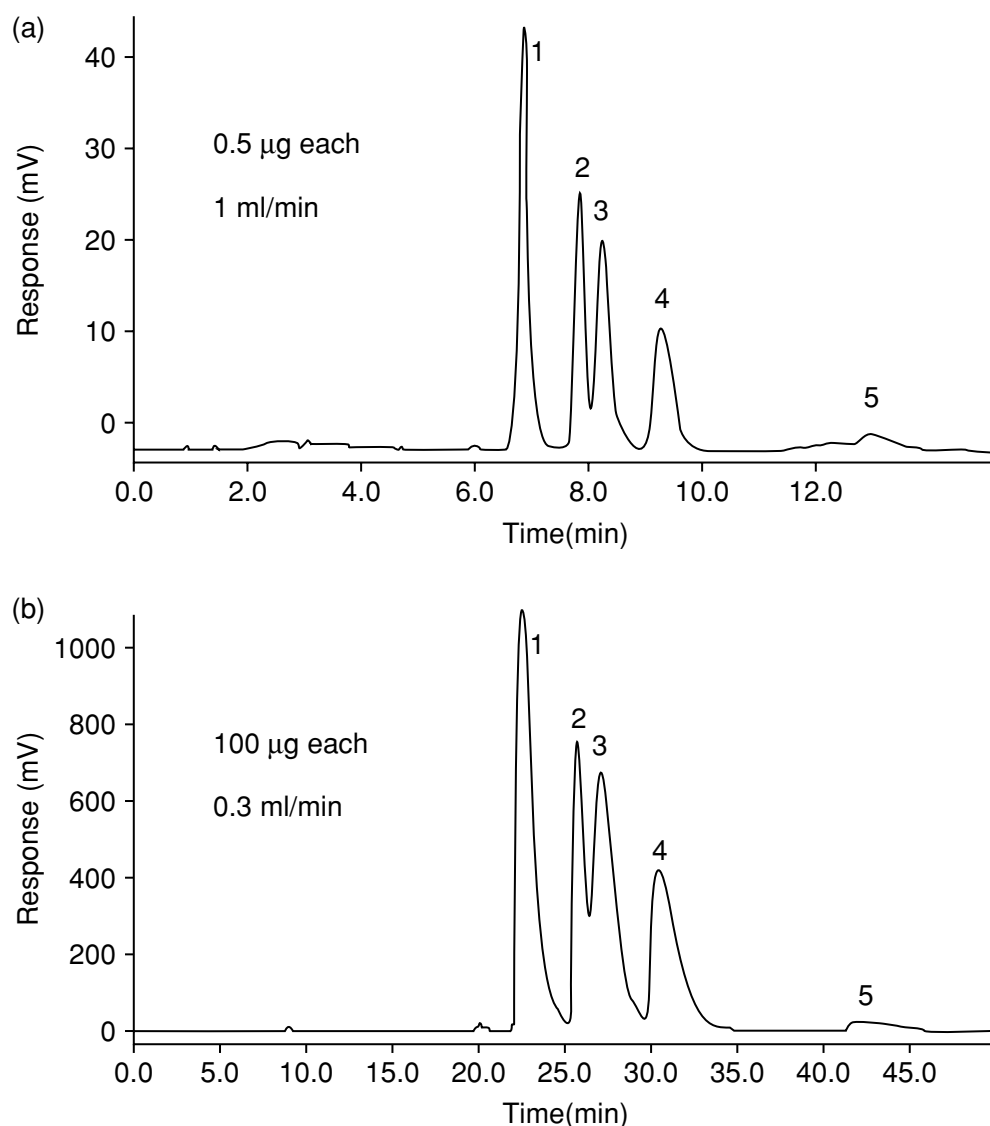 (a)
Response (mV)
40
30
20
10
0
0.5 μg each
1 ml/min
1
2
3
4
5
0.0 2.0 4.0 6.0 8.0 10.0 12.0
Time(min)
(b)
Response (mV)
1000
800
600
400
200
0
100 μg each
0.3 ml/min
1
2
3
4
5
0.0 5.0 10.0 15.0 20.0 25.0 30.0 35.0 40.0 45.0
Time(min)